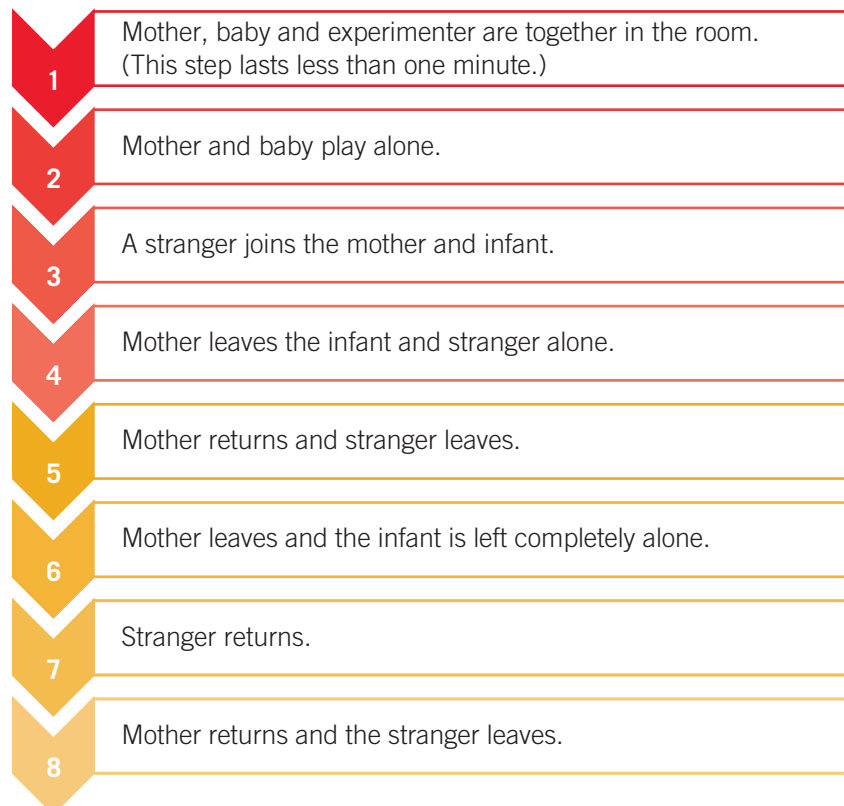 Mother, baby and experimenter are together in the room.
(This step lasts less than one minute.)
1
Mother and baby play alone.
2
A stranger joins the mother and infant.
3
Mother leaves the infant and stranger alone.
4
Mother returns and stranger leaves.
5
Mother leaves and the infant is left completely alone.
6
Stranger returns.
7
Mother returns and the stranger leaves.
8